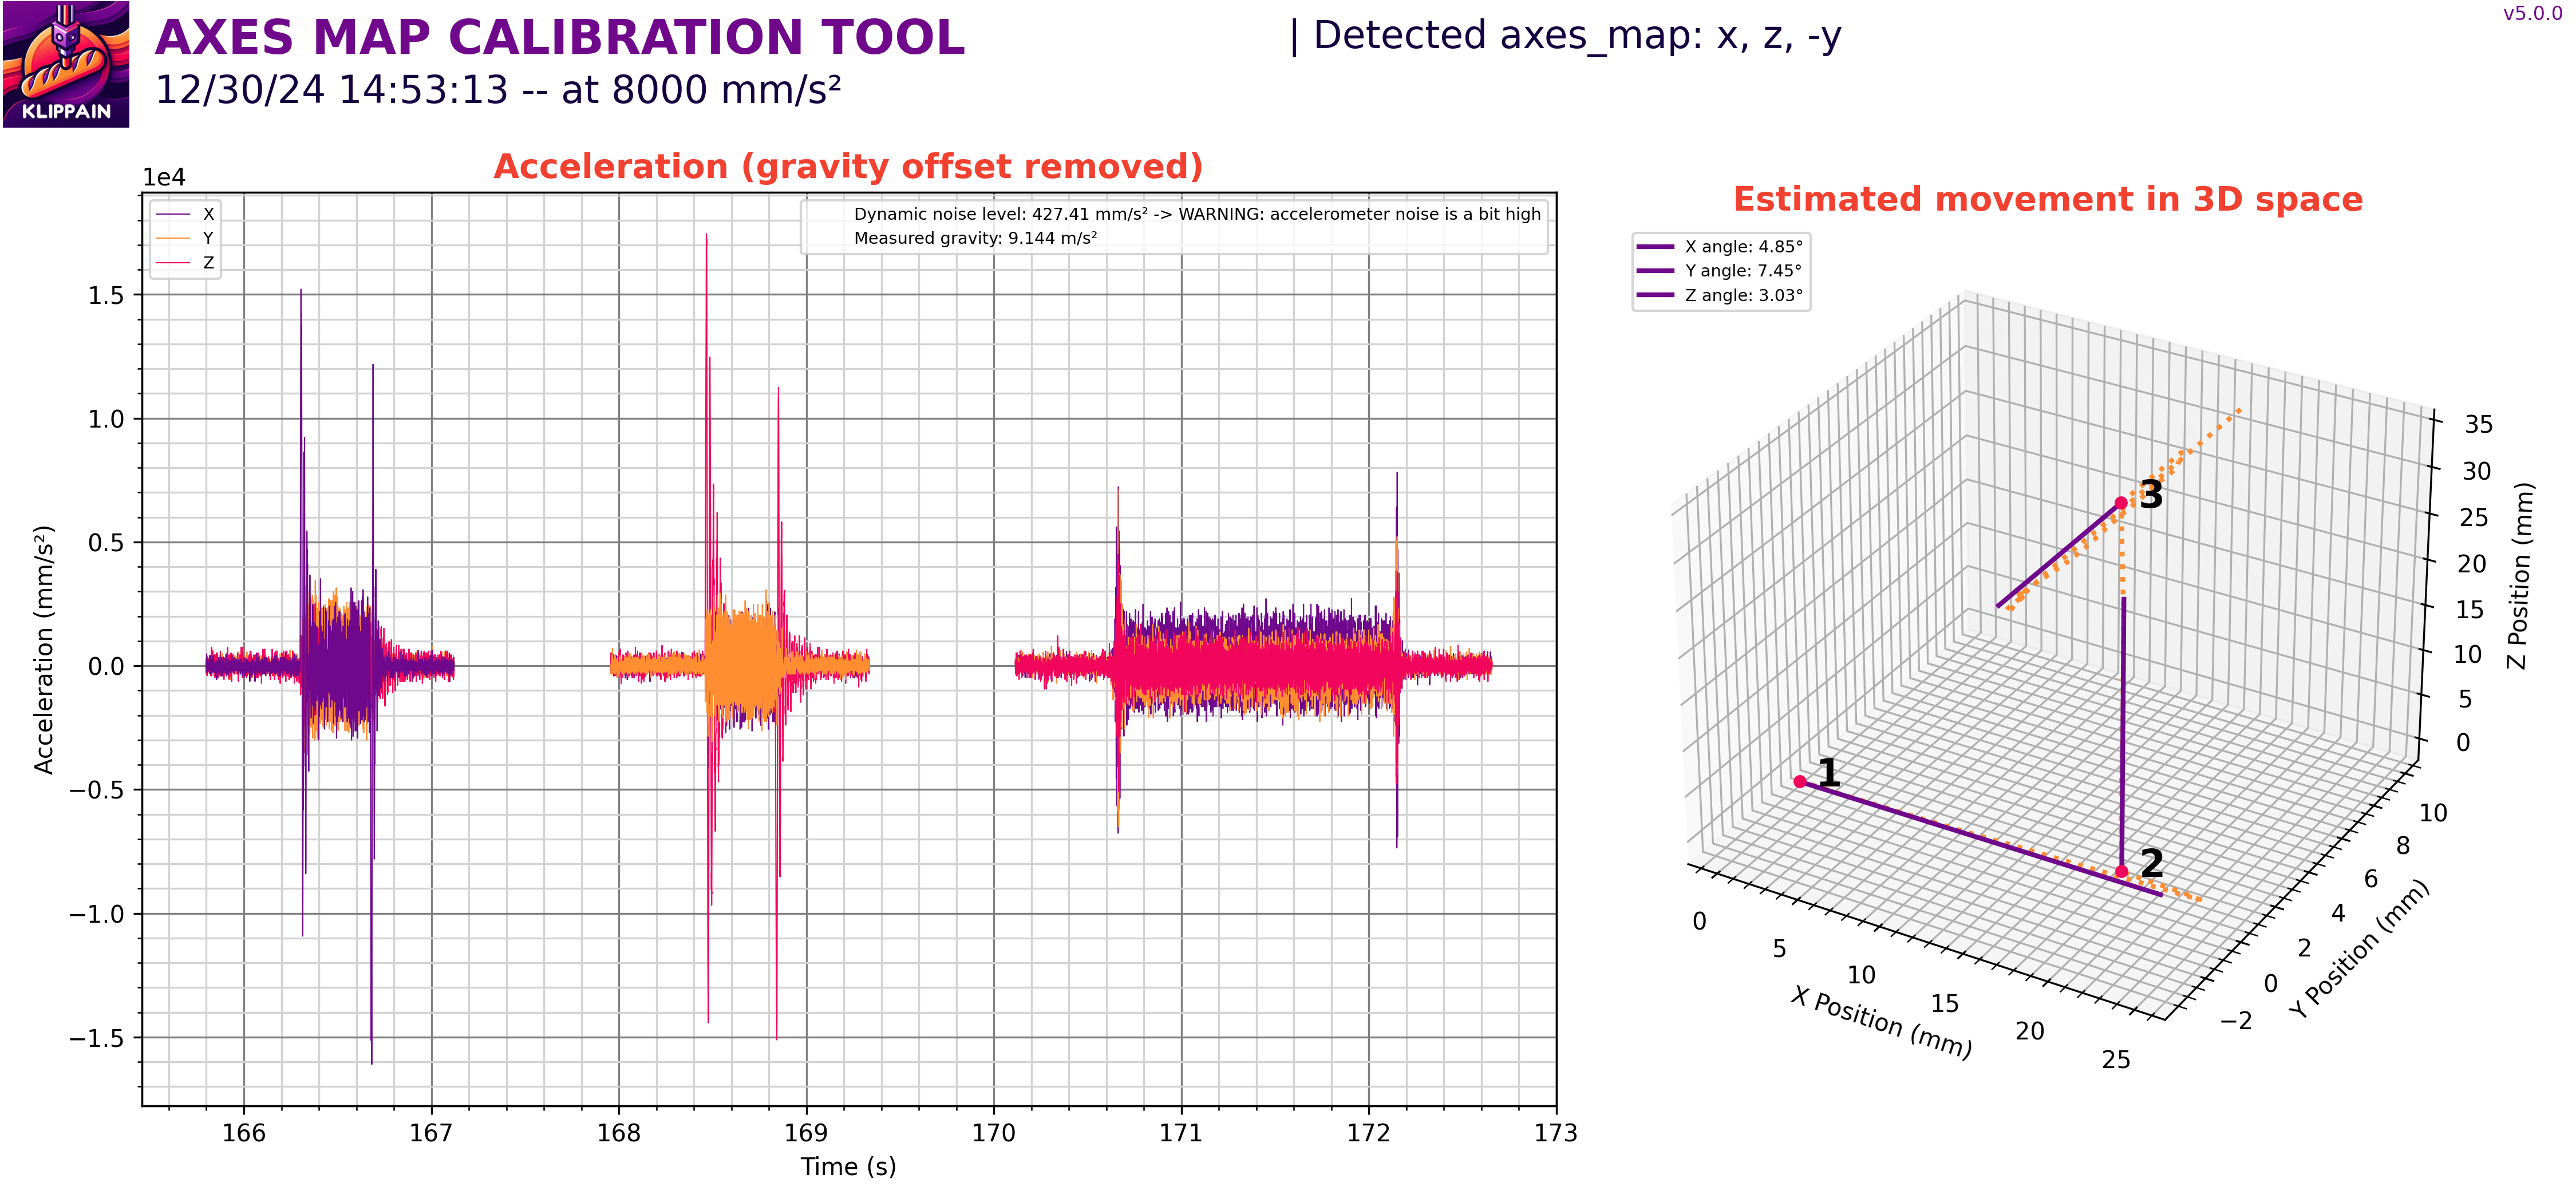 KLIPPAIN
AXES MAP CALIBRATION TOOL
12/30/24 14:53:13 -- at 8000 mm/s²
| Detected axes_map: x, z, -y
v5.0.0
Acceleration (gravity offset removed)
1e4
X
Y
Z
Dynamic noise level: 427.41 mm/s² -> WARNING: accelerometer noise is a bit high
Measured gravity: 9.144 m/s²
Acceleration (mm/s²)
1.5
1.0
0.5
0.0
−0.5
−1.0
−1.5
166 167 168 169 170 171 172 173
Time (s)
Estimated movement in 3D space
X angle: 4.85°
Y angle: 7.45°
Z angle: 3.03°
3
1
2
35
30
25
20
15
10
5
0
Z Position (mm)
10
8
6
4
2
0
−2
Y Position (mm)
0
5
10
15
20
25
X Position (mm)